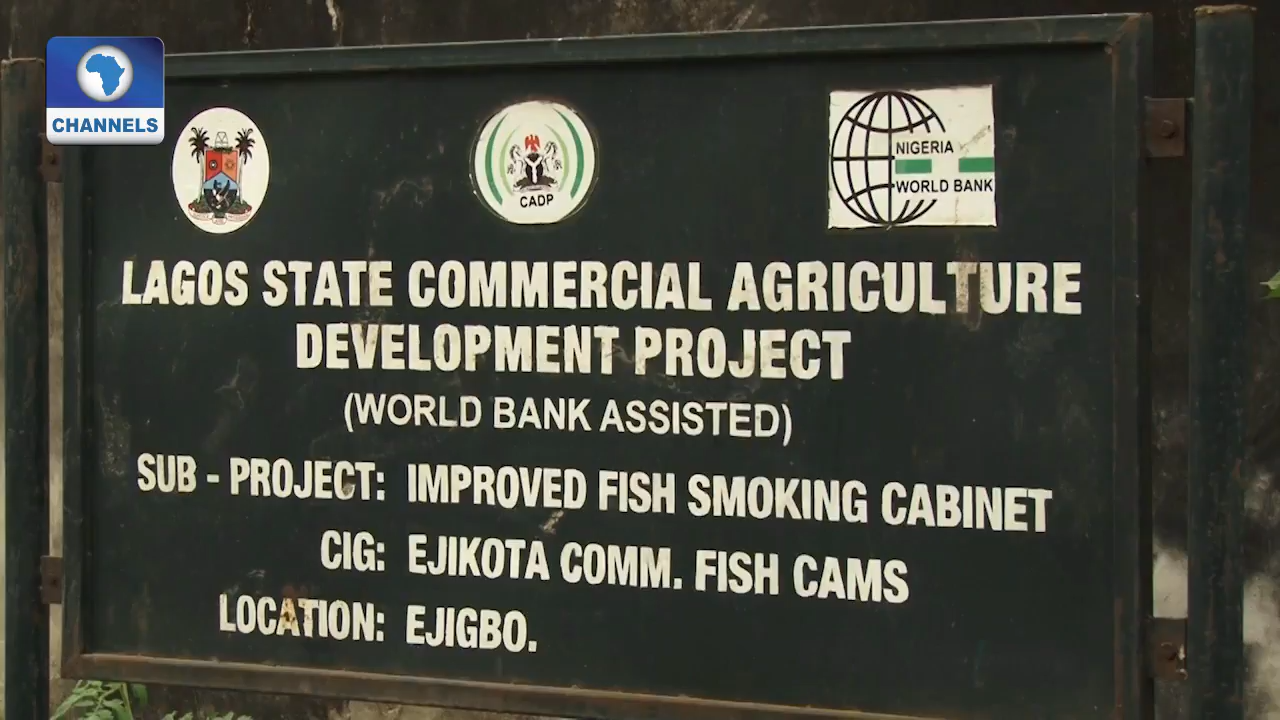 CHANNELS
CADP
NIGERIA
WORLD BANK
LAGOS STATE COMMERCIAL AGRICULTURE
DEVELOPMENT PROJECT
(WORLD BANK ASSISTED)
SUB - PROJECT: IMPROVED FISH SMOKING CABINET
CIG: EJIKOTA COMM. FISH CAMS
LOCATION: EJIGBO.